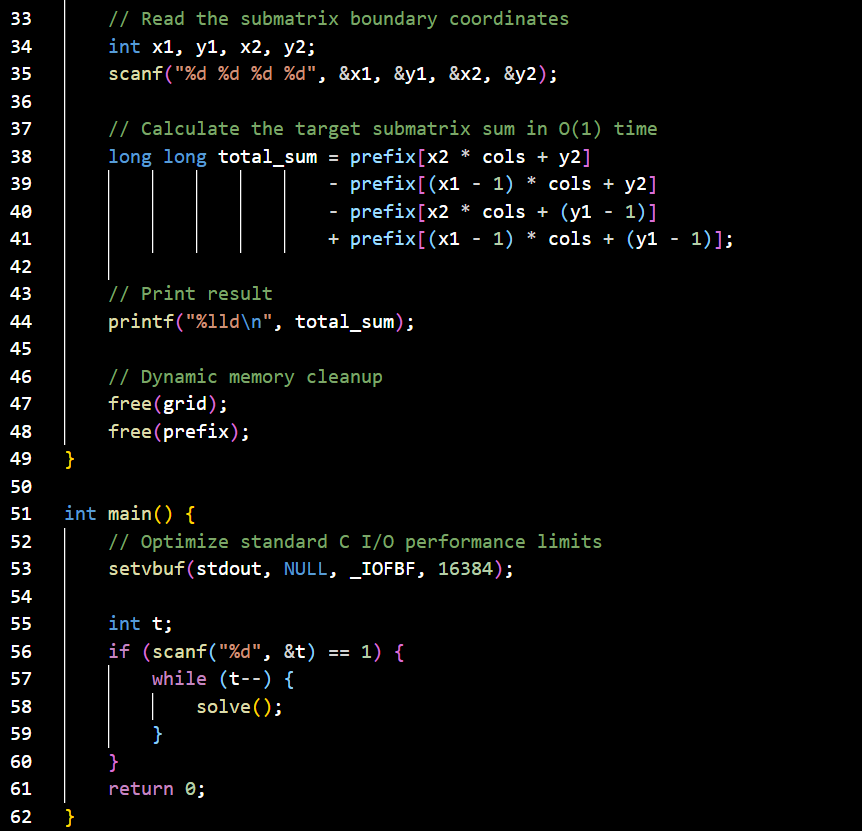 33 // Read the submatrix boundary coordinates
34 int x1, y1, x2, y2;
35 scanf("%d %d %d %d", &x1, &y1, &x2, &y2);
36
37 // Calculate the target submatrix sum in O(1) time
38 long long total_sum = prefix[x2 * cols + y2]
39 - prefix[(x1 - 1) * cols + y2]
40 - prefix[x2 * cols + (y1 - 1)]
41 + prefix[(x1 - 1) * cols + (y1 - 1)];
42
43 // Print result
44 printf("%lld\n", total_sum);
45
46 // Dynamic memory cleanup
47 free(grid);
48 free(prefix);
49 }
50
51 int main() {
52 // Optimize standard C I/O performance limits
53 setvbuf(stdout, NULL, _IOFBF, 16384);
54
55 int t;
56 if (scanf("%d", &t) == 1) {
57 while (t--) {
58 solve();
59 }
60 }
61 return 0;
62 }